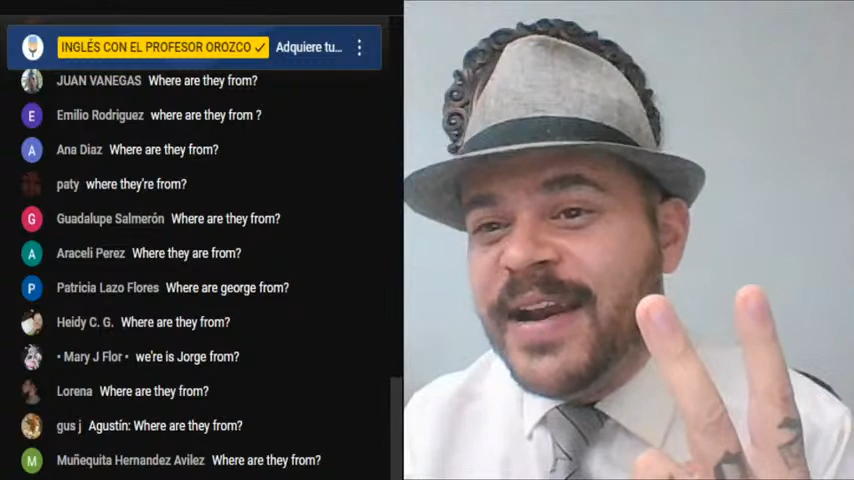 INGLÉS CON EL PROFESOR OROZCO ✓ Adquiere tu...
JUAN VANEGAS Where are they from?
E Emilio Rodriguez where are they from ?
A Ana Diaz Where are they from?
paty where they're from?
G Guadalupe Salmerón Where are they from?
A Araceli Perez Where they are from?
P Patricia Lazo Flores Where are george from?
Heidy C. G. Where are they from?
• Mary J Flor • we're is Jorge from?
Lorena Where are they from?
gus j Agustín: Where are they from?
M Muñequita Hernandez Avilez Where are they from?